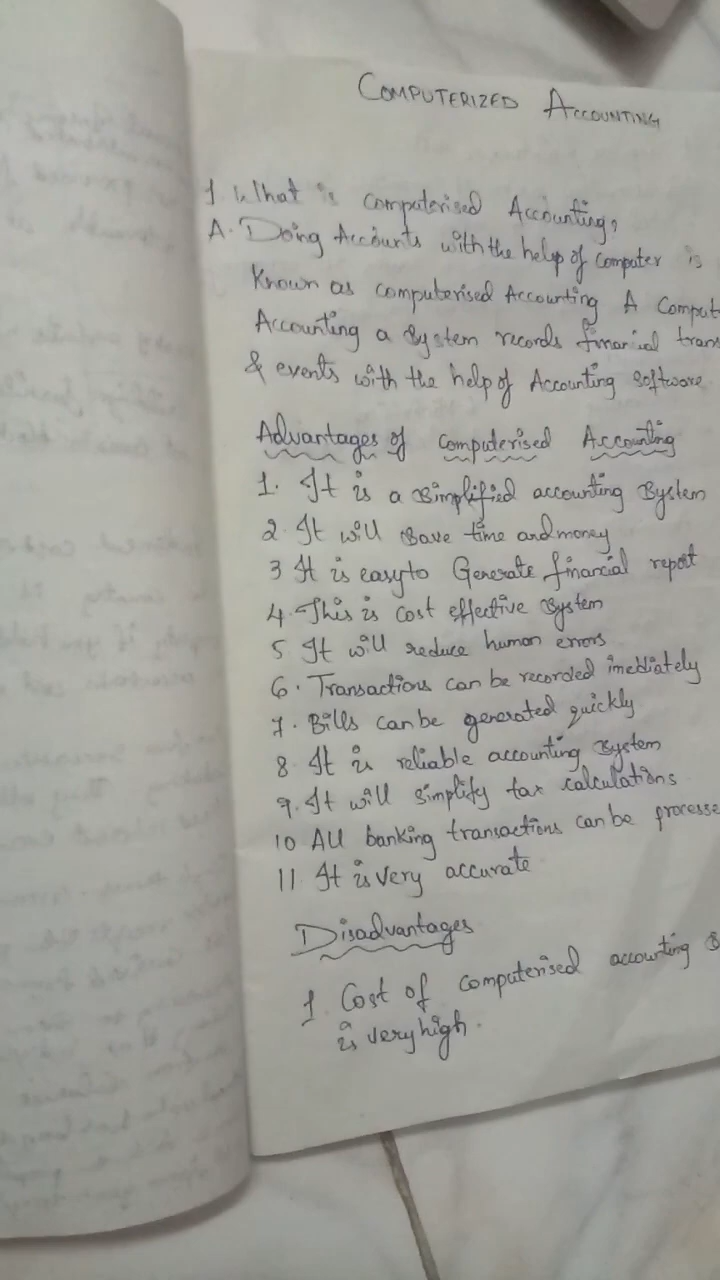 COMPUTERIZED ACCOUNTING
1. What is computerised Accounting?
A. Doing Accounts with the help of computer is
Known as computerised Accounting A Comput
Accounting a System records financial tran
& events with the help of Accounting Software
Advantages of computerised Accounting
1. It is a simplified accounting System
2. It will Save time and money
3 It is easy to Generate financial report
4. This is cost effective System
5 It will reduce human errors
6. Transactions can be recorded imediately
7. Bills can be generated quickly
8 It is reliable accounting System
9. It will simplify tax calculations
10 All banking transactions can be processe
11 It is very accurate
Disadvantages
1. Cost of computerised accounting S
is very high.